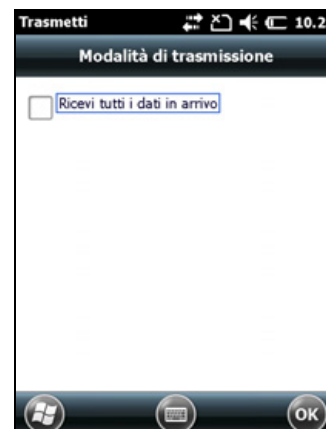 Trasmetti 10.2
Modalità di trasmissione
Ricevi tutti i dati in arrivo
OK